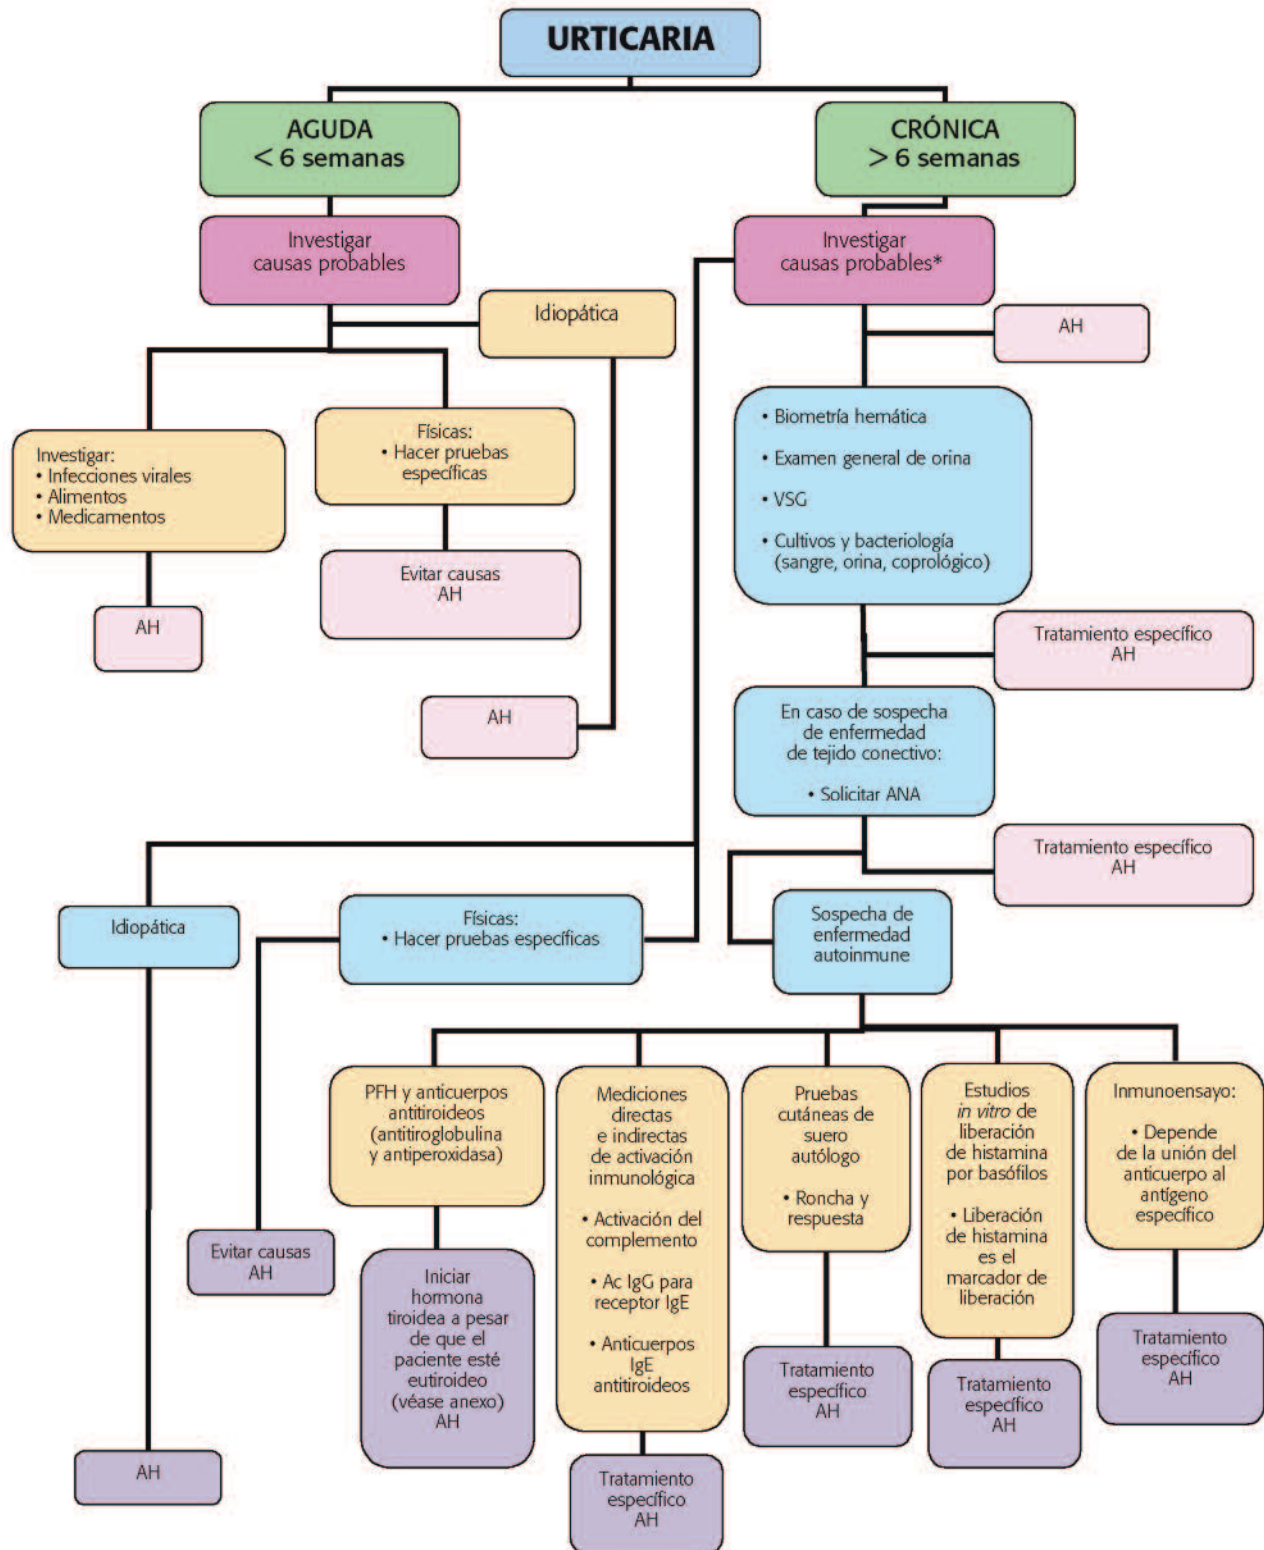 URTICARIA
AGUDA
< 6 semanas
CRÓNICA
> 6 semanas
Investigar
causas probables
Investigar
causas probables*
Idiopática
AH
Investigar:
• Infecciones virales
• Alimentos
• Medicamentos
Físicas:
• Hacer pruebas
específicas
• Biometría hemática
• Examen general de orina
• VSG
• Cultivos y bacteriología
(sangre, orina, coprológico)
Evitar causas
AH
AH
Tratamiento específico
AH
AH
En caso de sospecha
de enfermedad
de tejido conectivo:
• Solicitar ANA
Tratamiento específico
AH
Idiopática
Físicas:
• Hacer pruebas específicas
Sospecha de
enfermedad
autoinmune
PFH y anticuerpos
antitiroideos
(antitiroglobulina
y antiperoxidasa)
Mediciones
directas
e indirectas
de activación
inmunológica
• Activación del
complemento
• Ac IgG para
receptor IgE
• Anticuerpos
IgE
antitiroideos
Pruebas
cutáneas de
suero
autólogo
• Roncha y
respuesta
Estudios
in vitro de
liberación
de histamina
por basófilos
• Liberación
de histamina
es el
marcador de
liberación
Inmunoensayo:
• Depende
de la unión del
anticuerpo al
antígeno
específico
Evitar causas
AH
Iniciar
hormona
tiroidea a pesar
de que el
paciente esté
eutiroideo
(véase anexo)
AH
Tratamiento
específico
AH
Tratamiento
específico
AH
Tratamiento
específico
AH
AH
Tratamiento
específico
AH